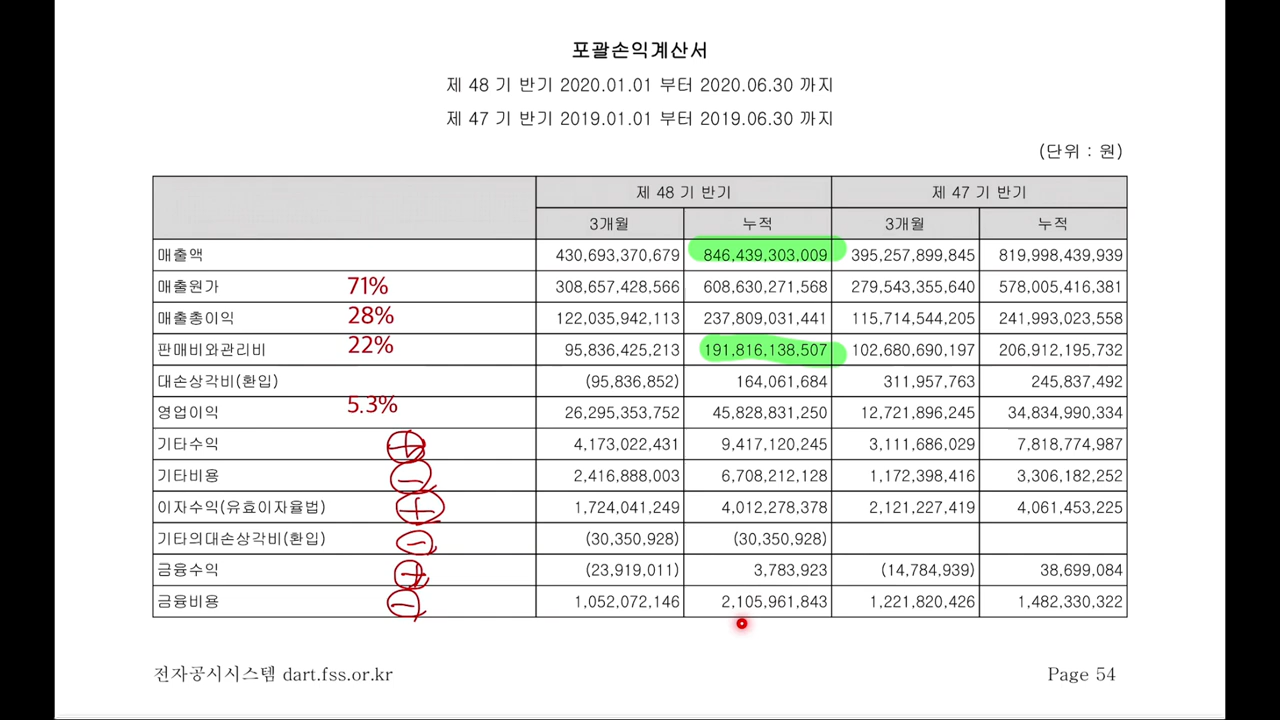 포괄손익계산서
제 48 기 반기 2020.01.01 부터 2020.06.30 까지
제 47 기 반기 2019.01.01 부터 2019.06.30 까지
(단위 : 원)
제 48 기 반기 제 47 기 반기
3개월 누적 3개월 누적
매출액 430,693,370,679 846,439,303,009 395,257,899,845 819,998,439,939
매출원가 71% 308,657,428,566 608,630,271,568 279,543,355,640 578,005,416,381
매출총이익 28% 122,035,942,113 237,809,031,441 115,714,544,205 241,993,023,558
판매비와관리비 22% 95,836,425,213 191,816,138,507 102,680,690,197 206,912,195,732
대손상각비(환입) (95,836,852) 164,061,684 311,957,763 245,837,492
영업이익 5.3% 26,295,353,752 45,828,831,250 12,721,896,245 34,834,990,334
기타수익 + 4,173,022,431 9,417,120,245 3,111,686,029 7,818,774,987
기타비용 - 2,416,888,003 6,708,212,128 1,172,398,416 3,306,182,252
이자수익(유효이자율법) + 1,724,041,249 4,012,278,378 2,121,227,419 4,061,453,225
기타의대손상각비(환입) - (30,350,928) (30,350,928)
금융수익 + (23,919,011) 3,783,923 (14,784,939) 38,699,084
금융비용 - 1,052,072,146 2,105,961,843 1,221,820,426 1,482,330,322
전자공시시스템 dart.fss.or.kr Page 54